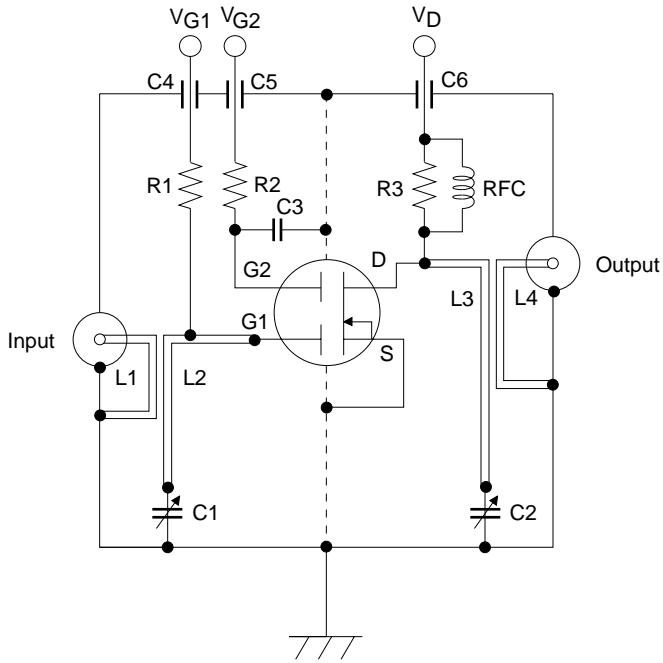 VG1 VG2 VD
C4 C5 C6
R1 R2 R3 RFC
C3
G2 D
Output
L3 L4
G1
Input
S
L1 L2
C1 C2